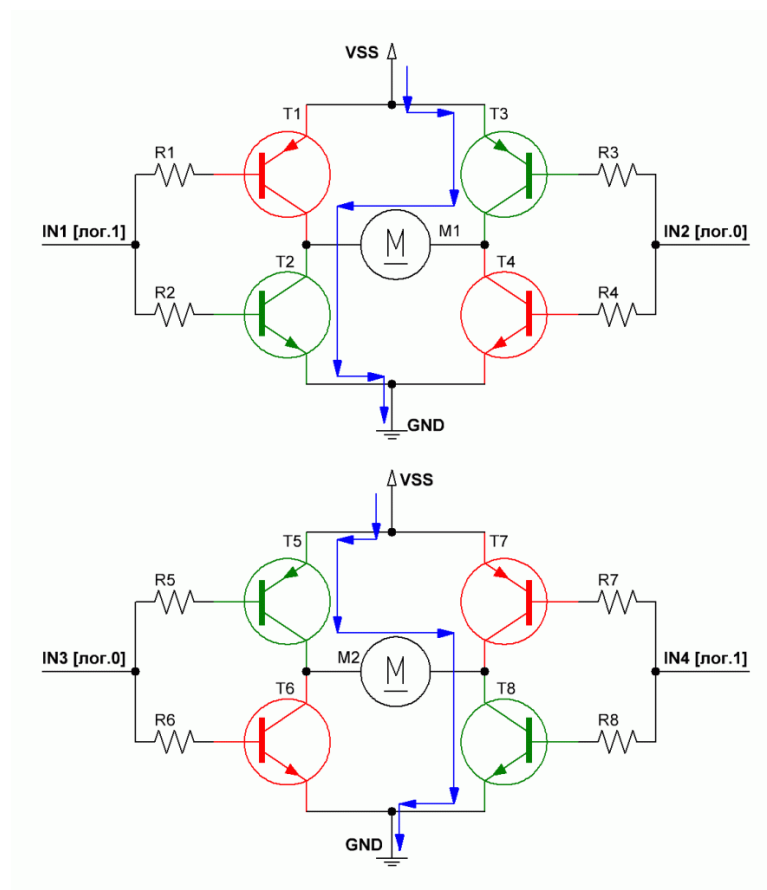 VSS
T1
T3
R1
R3
IN1 [лог.1]
M
M1
IN2 [лог.0]
T2
T4
R2
R4
GND
VSS
T5
T7
R5
R7
IN3 [лог.0]
M2
M
IN4 [лог.1]
T6
T8
R6
R8
GND